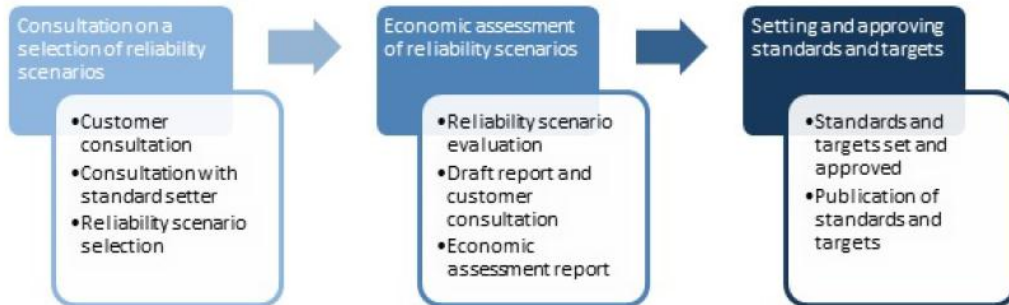 Consultation on a
selection of reliability
scenarios
•Customer
consultation
•Consultation with
standard setter
•Reliability scenario
selection
Economic assessment
of reliability scenarios
•Reliability scenario
evaluation
•Draft report and
customer
consultation
•Economic
assessment report
Setting and approving
standards and targets
•Standards and
targets set and
approved
•Publication of
standards and
targets